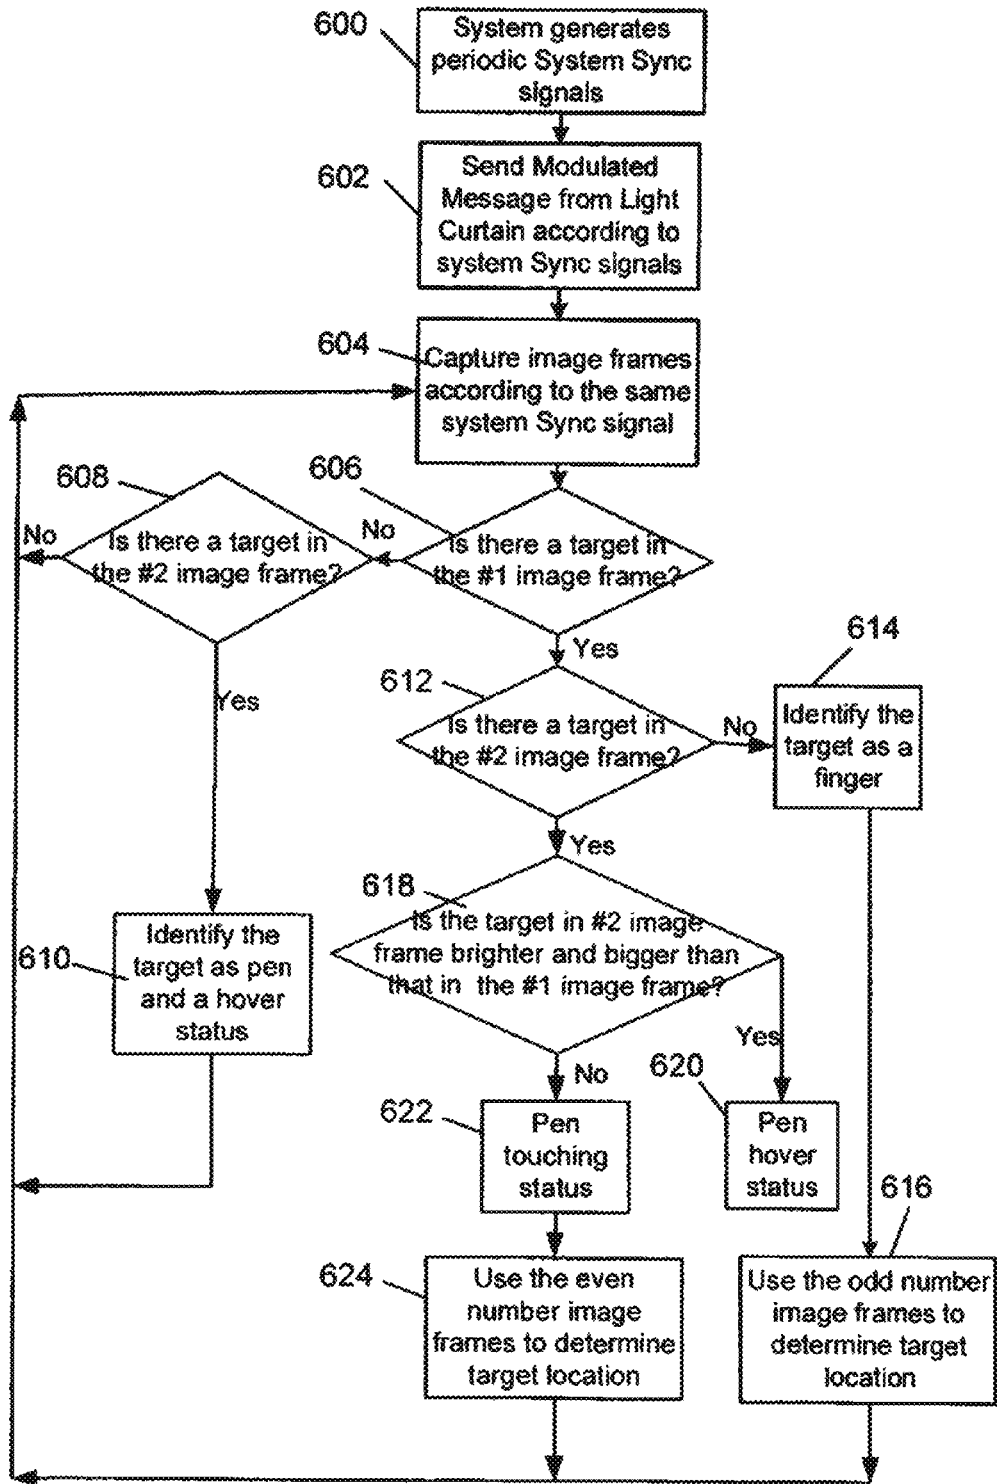 600
System generates
periodic System Sync
signals
602
Send Modulated
Message from Light
Curtain according to
system Sync signals
604
Capture image frames
according to the same
system Sync signal
606
Is there a target in
the #1 image frame?
No
Yes
608
Is there a target in
the #2 image frame?
No
Yes
610
Identify the
target as pen
and a hover
status
612
Is there a target in
the #2 image frame?
No
Yes
614
Identify the
target as a
finger
616
Use the odd number
image frames to
determine target
location
618
Is the target in #2 image
frame brighter and bigger than
that in the #1 image frame?
Yes
No
620
Pen
hover
status
622
Pen
touching
status
624
Use the even
number image
frames to determine
target location